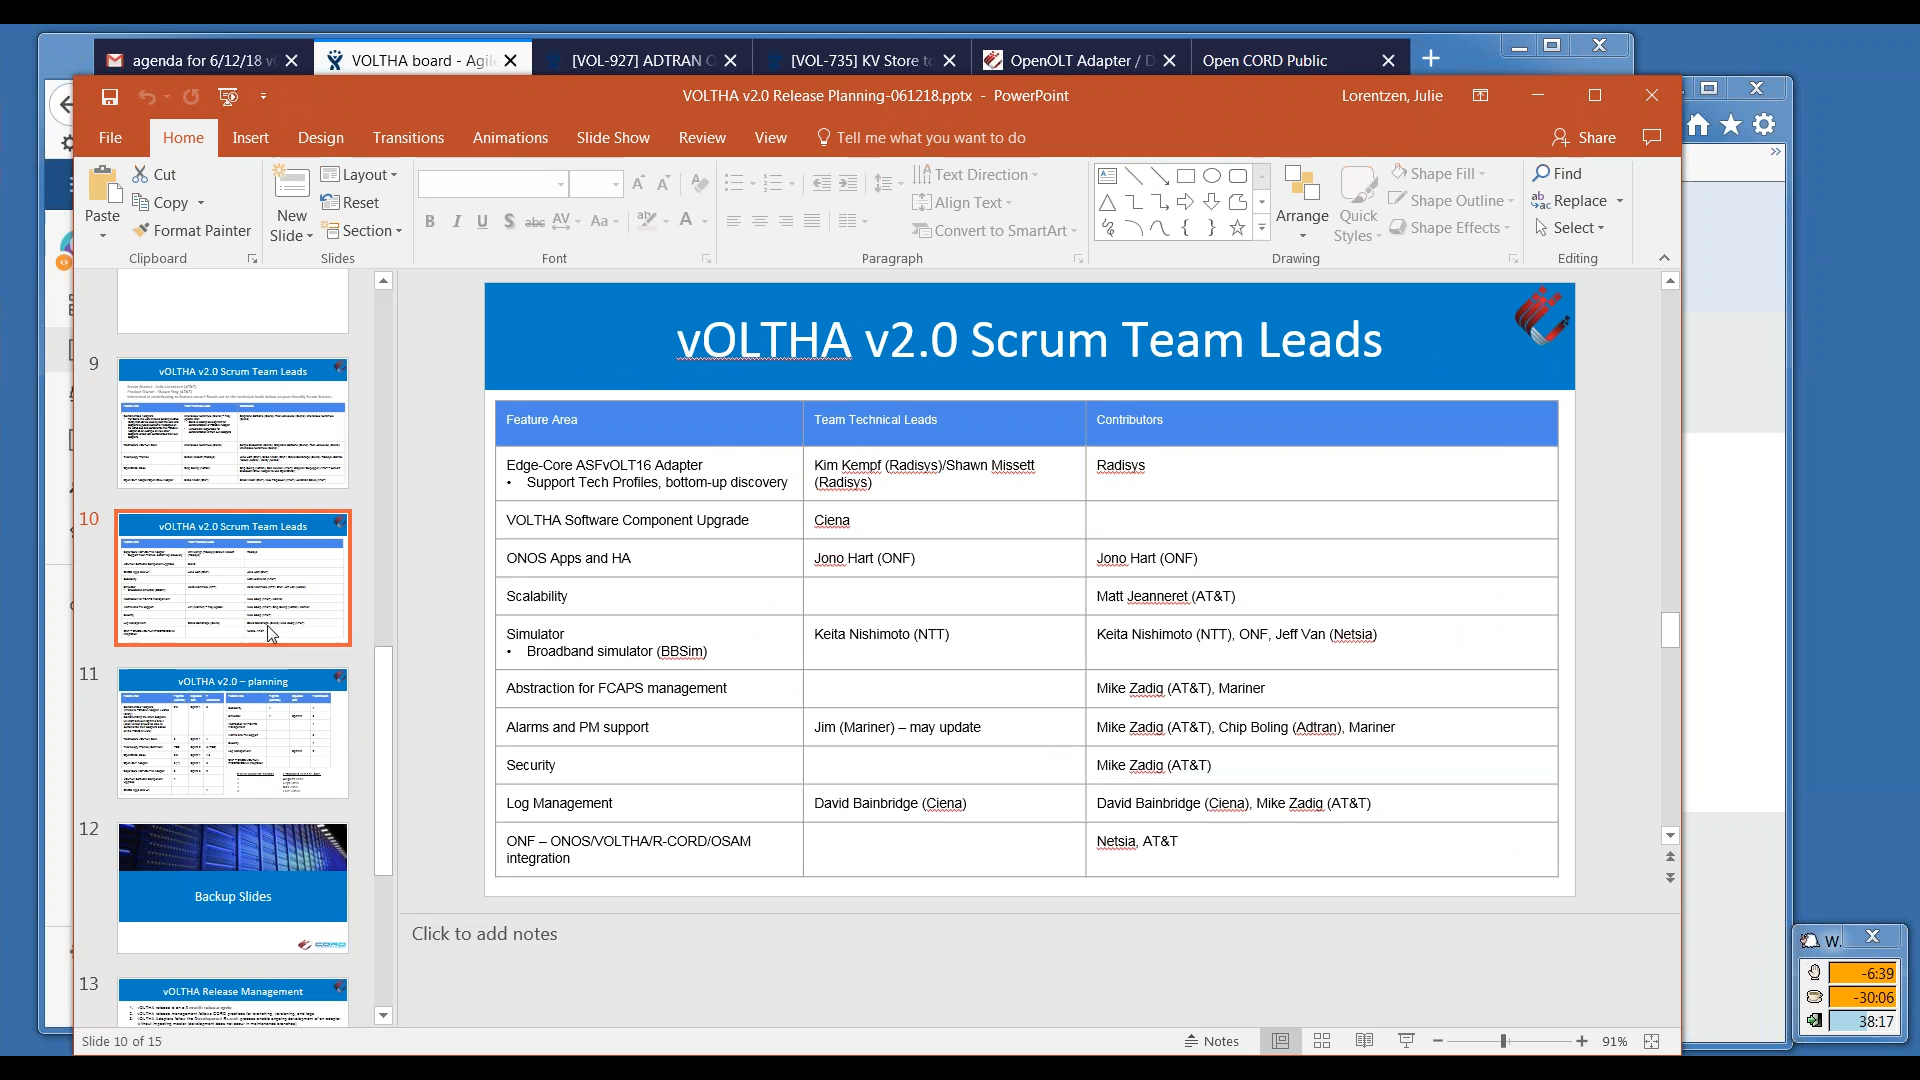 agenda for 6/12/18 v
VOLTHA board - Agile
[VOL-927] ADTRAN O
[VOL-735] KV Store to
OpenOLT Adapter / D
Open CORD Public
VOLTHA v2.0 Release Planning-061218.pptx - PowerPoint
Lorentzen, Julie
File
Home
Insert
Design
Transitions
Animations
Slide Show
Review
View
Tell me what you want to do
Share
Paste
Cut
Copy
Format Painter
Clipboard
New
Slide
Layout
Reset
Section
Slides
B I U S abc AV Aa A
Font
Text Direction
Align Text
Convert to SmartArt
Paragraph
Arrange
Quick
Styles
Shape Fill
Shape Outline
Shape Effects
Drawing
Find
Replace
Select
Editing
9
vOLTHA v2.0 Scrum Team Leads
10
vOLTHA v2.0 Scrum Team Leads
11
vOLTHA v2.0 – planning
12
Backup Slides
CORD
13
vOLTHA Release Management
vOLTHA v2.0 Scrum Team Leads
Feature Area
Team Technical Leads
Contributors
Edge-Core ASFvOLT16 Adapter
• Support Tech Profiles, bottom-up discovery
Kim Kempf (Radisys)/Shawn Missett
(Radisys)
Radisys
VOLTHA Software Component Upgrade
Ciena
ONOS Apps and HA
Jono Hart (ONF)
Jono Hart (ONF)
Scalability
Matt Jeanneret (AT&T)
Simulator
• Broadband simulator (BBSim)
Keita Nishimoto (NTT)
Keita Nishimoto (NTT), ONF, Jeff Van (Netsia)
Abstraction for FCAPS management
Mike Zadig (AT&T), Mariner
Alarms and PM support
Jim (Mariner) – may update
Mike Zadig (AT&T), Chip Boling (Adtran), Mariner
Security
Mike Zadig (AT&T)
Log Management
David Bainbridge (Ciena)
David Bainbridge (Ciena), Mike Zadig (AT&T)
ONF – ONOS/VOLTHA/R-CORD/OSAM
integration
Netsia, AT&T
Click to add notes
Slide 10 of 15
Notes
91%
W.
-6:39
-30:06
38:17